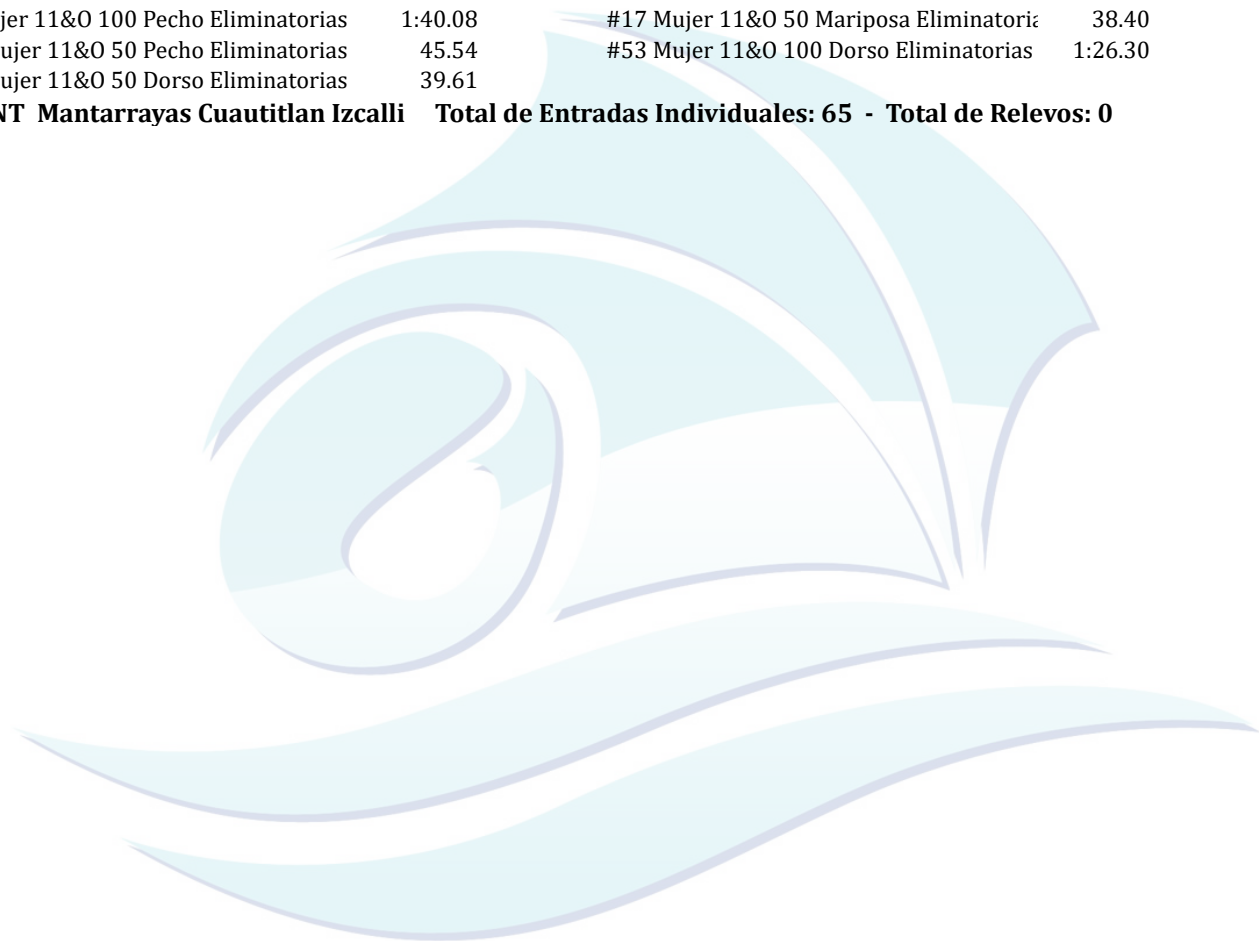 jer 11&O 100 Pecho Eliminatorias 1:40.08 #17 Mujer 11&O 50 Mariposa Eliminatoria 38.40
ujer 11&O 50 Pecho Eliminatorias 45.54 #53 Mujer 11&O 100 Dorso Eliminatorias 1:26.30
ujer 11&O 50 Dorso Eliminatorias 39.61
NT Mantarrayas Cuautitlan Izcalli Total de Entradas Individuales: 65 - Total de Relevos: 0